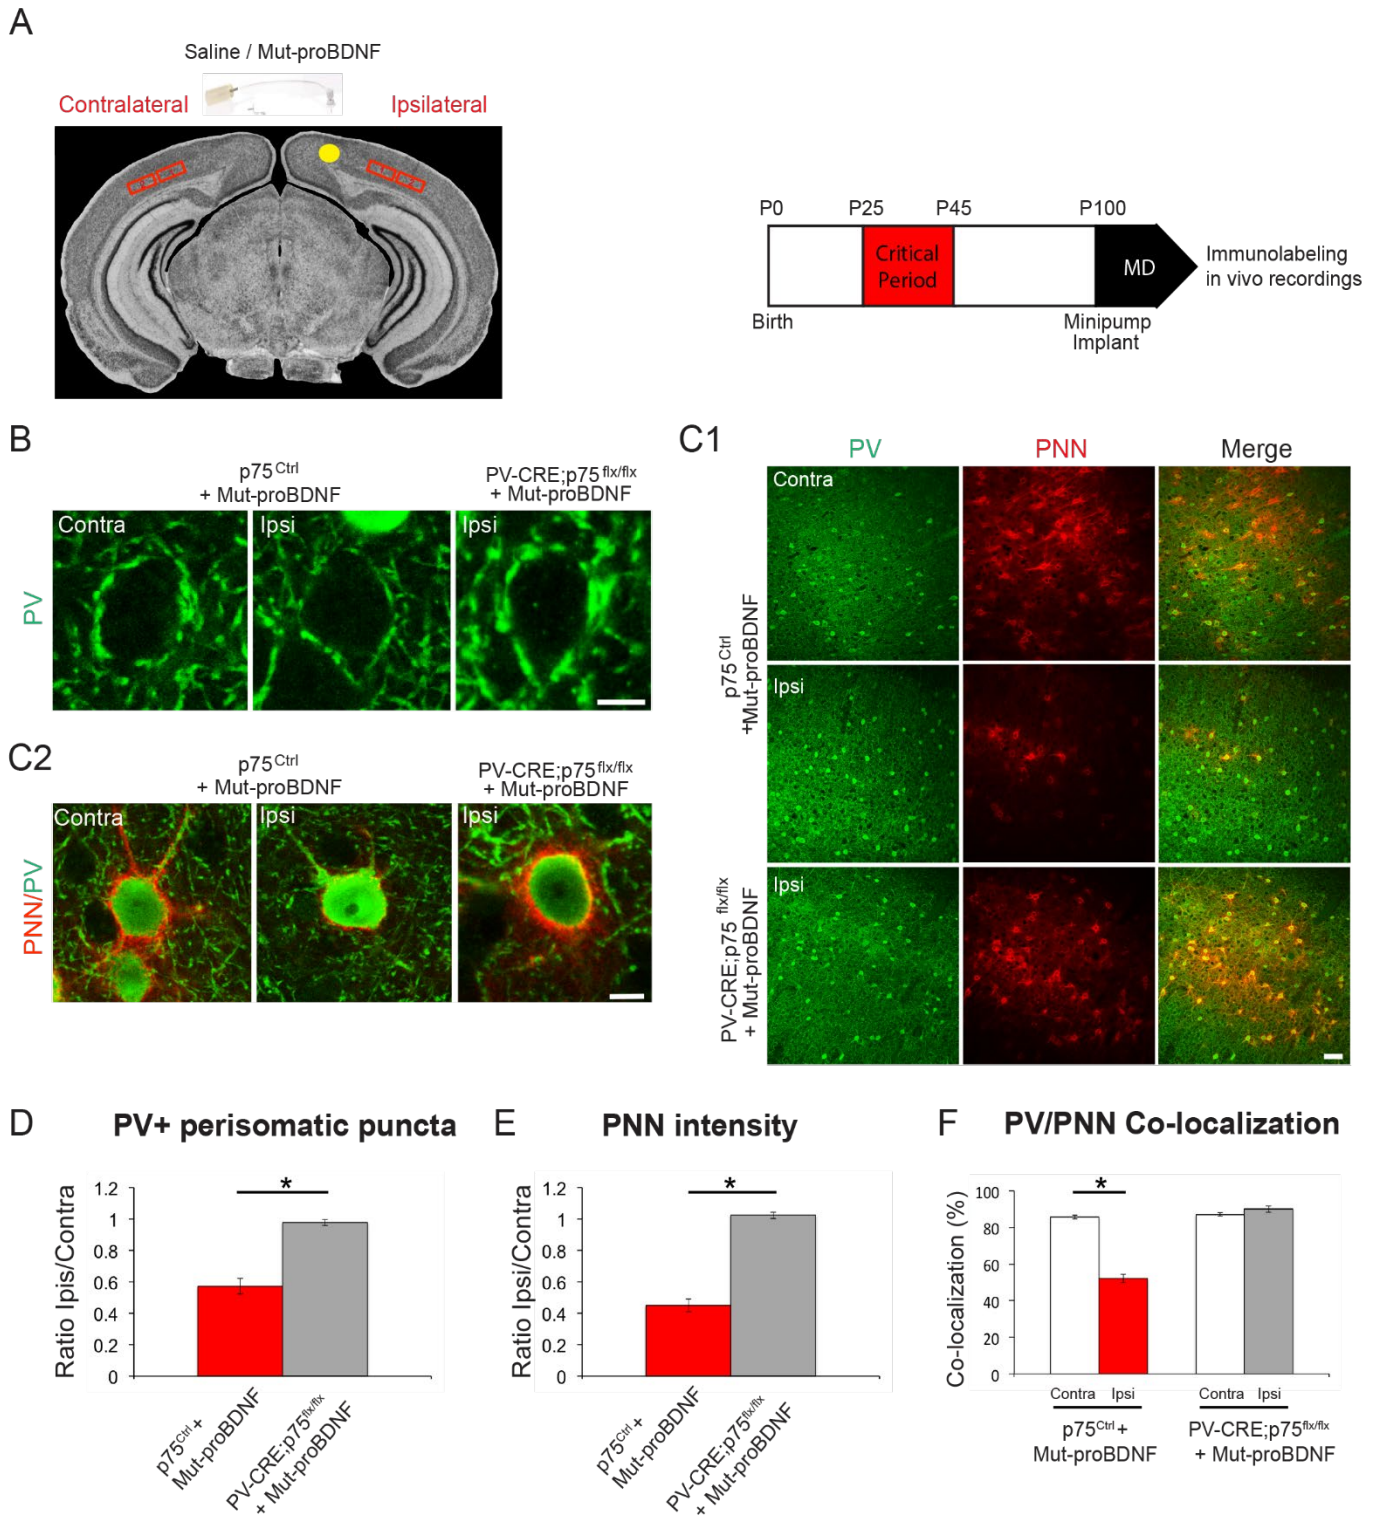 A
Saline / Mut-proBDNF
Contralateral
Ipsilateral
P0
P25
P45
P100
Critical
Period
MD
Immunolabeling
in vivo recordings
Birth
Minipump
Implant
B
p75Ctrl
+ Mut-proBDNF
PV-CRE;p75flx/flx
+ Mut-proBDNF
Contra
Ipsi
Ipsi
PV
C2
p75Ctrl
+ Mut-proBDNF
PV-CRE;p75flx/flx
+ Mut-proBDNF
Contra
Ipsi
Ipsi
PNN/PV
C1
PV
PNN
Merge
Contra
Ipsi
p75Ctrl
+Mut-proBDNF
Ipsi
PV-CRE;p75 flx/flx
+ Mut-proBDNF
D
PV+ perisomatic puncta
Ratio Ipis/Contra
1.2
1
0.8
0.6
0.4
0.2
0
*
p75Ctrl +
Mut-proBDNF
PV-CRE;p75flx/flx
+ Mut-proBDNF
E
PNN intensity
Ratio Ipsi/Contra
1.2
1
0.8
0.6
0.4
0.2
0
*
p75Ctrl +
Mut-proBDNF
PV-CRE;p75flx/flx
+ Mut-proBDNF
F
PV/PNN Co-localization
Co-localization (%)
100
80
60
40
20
0
*
Contra Ipsi
Contra Ipsi
p75Ctrl +
Mut-proBDNF
PV-CRE;p75flx/flx
+ Mut-proBDNF